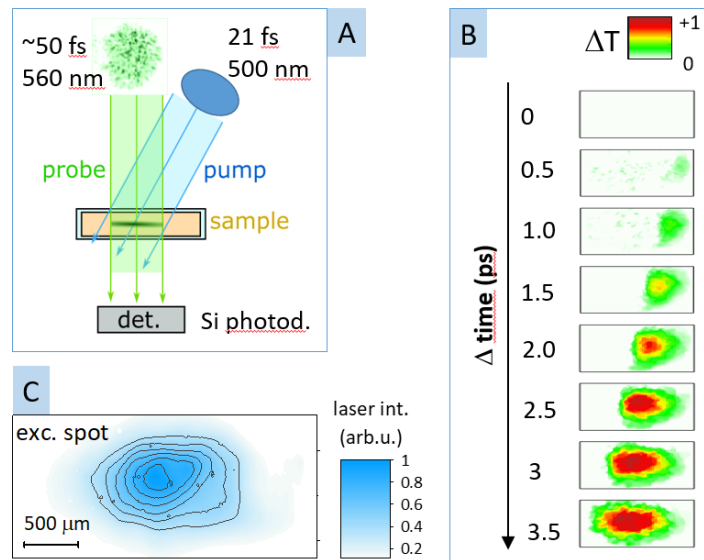 A
~50 fs
560 nm
21 fs
500 nm
probe
pump
sample
det.
Si photod.
B
ΔT
+1
0
Δ time (ps)
0
0.5
1.0
1.5
2.0
2.5
3
3.5
C
exc. spot
500 μm
laser int.
(arb.u.)
1
0.8
0.6
0.4
0.2